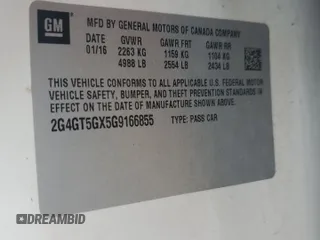 GM
MFD BY GENERAL MOTORS OF CANADA COMPANY
DATE GVWR GAWR FRT GAWR RR
01/16 2263 KG 1159 KG 1104 KG
4988 LB 2554 LB 2434 LB
THIS VEHICLE CONFORMS TO ALL APPLICABLE U.S. FEDERAL MOTOR
VEHICLE SAFETY, BUMPER, AND THEFT PREVENTION STANDARDS
IN EFFECT ON THE DATE OF MANUFACTURE SHOWN ABOVE.
2G4GT5GX5G9166855 TYPE: PASS CAR
DREAMBID